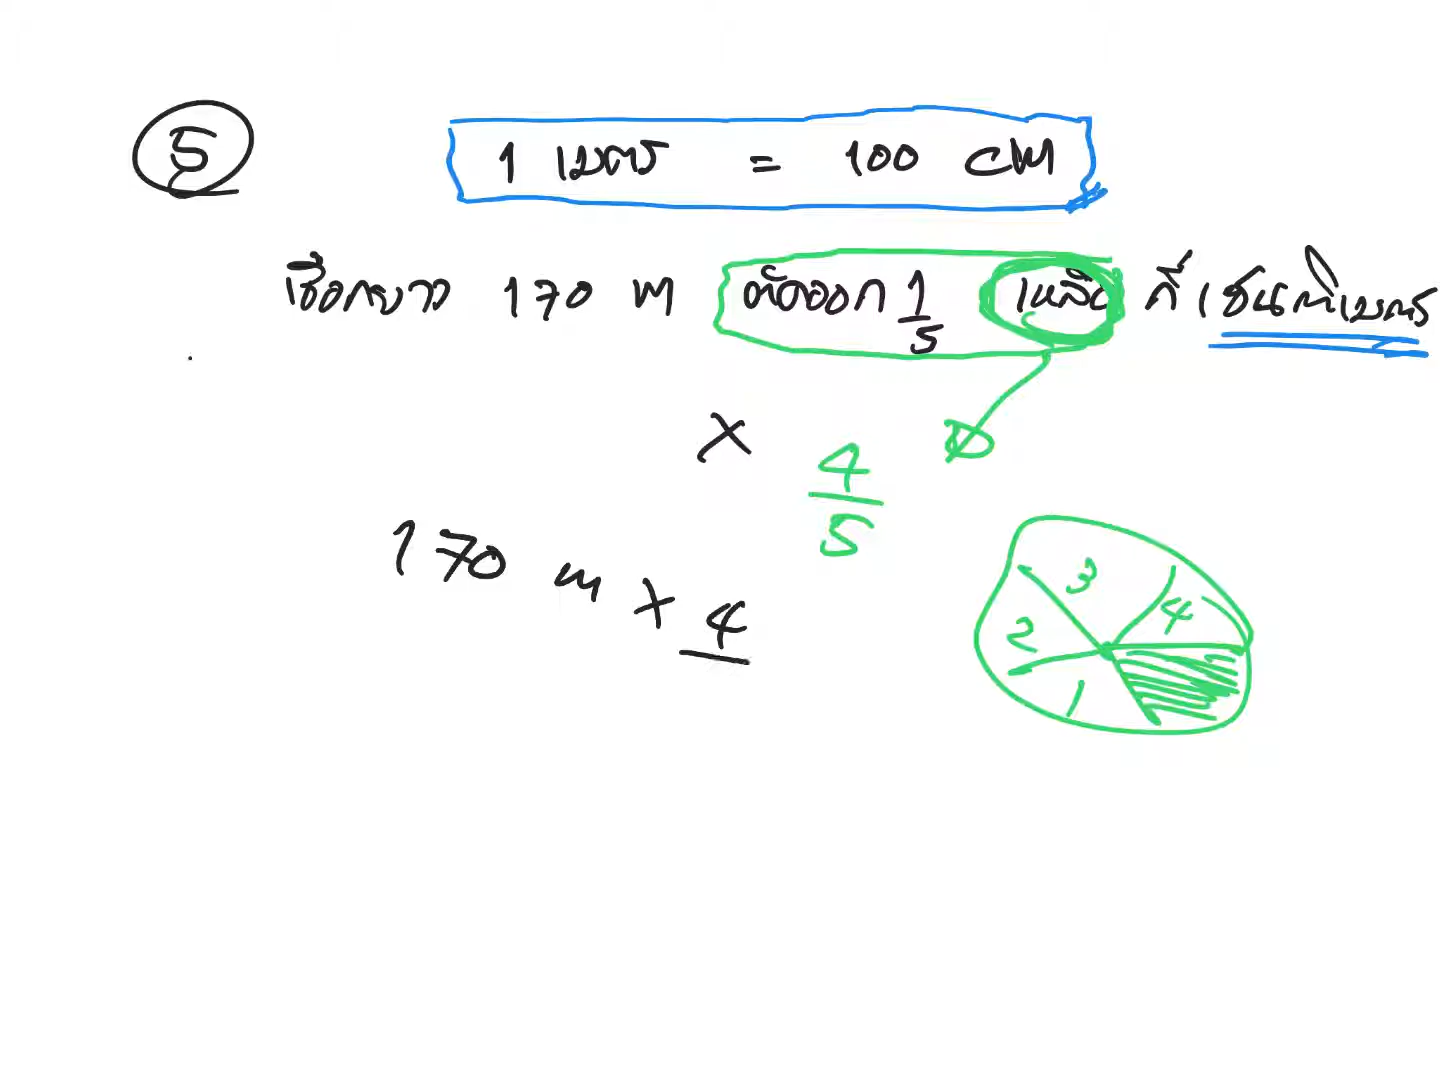 5
1 เมตร = 100 cm
เชือกยาว 170 m ตัดออก 1/5 เหลือ กี่เซนติเมตร
× 4/5
170 m × 4
3
4
2
1